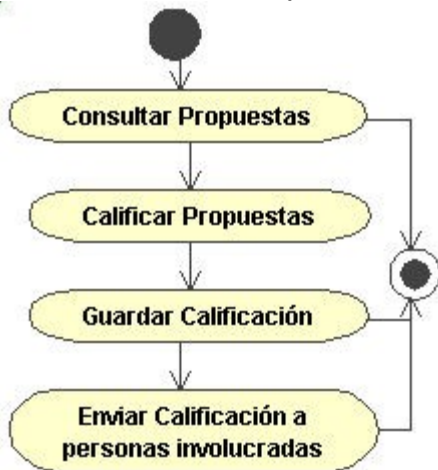 Consultar Propuestas
Calificar Propuestas
Guardar Calificación
Enviar Calificación a
personas involucradas